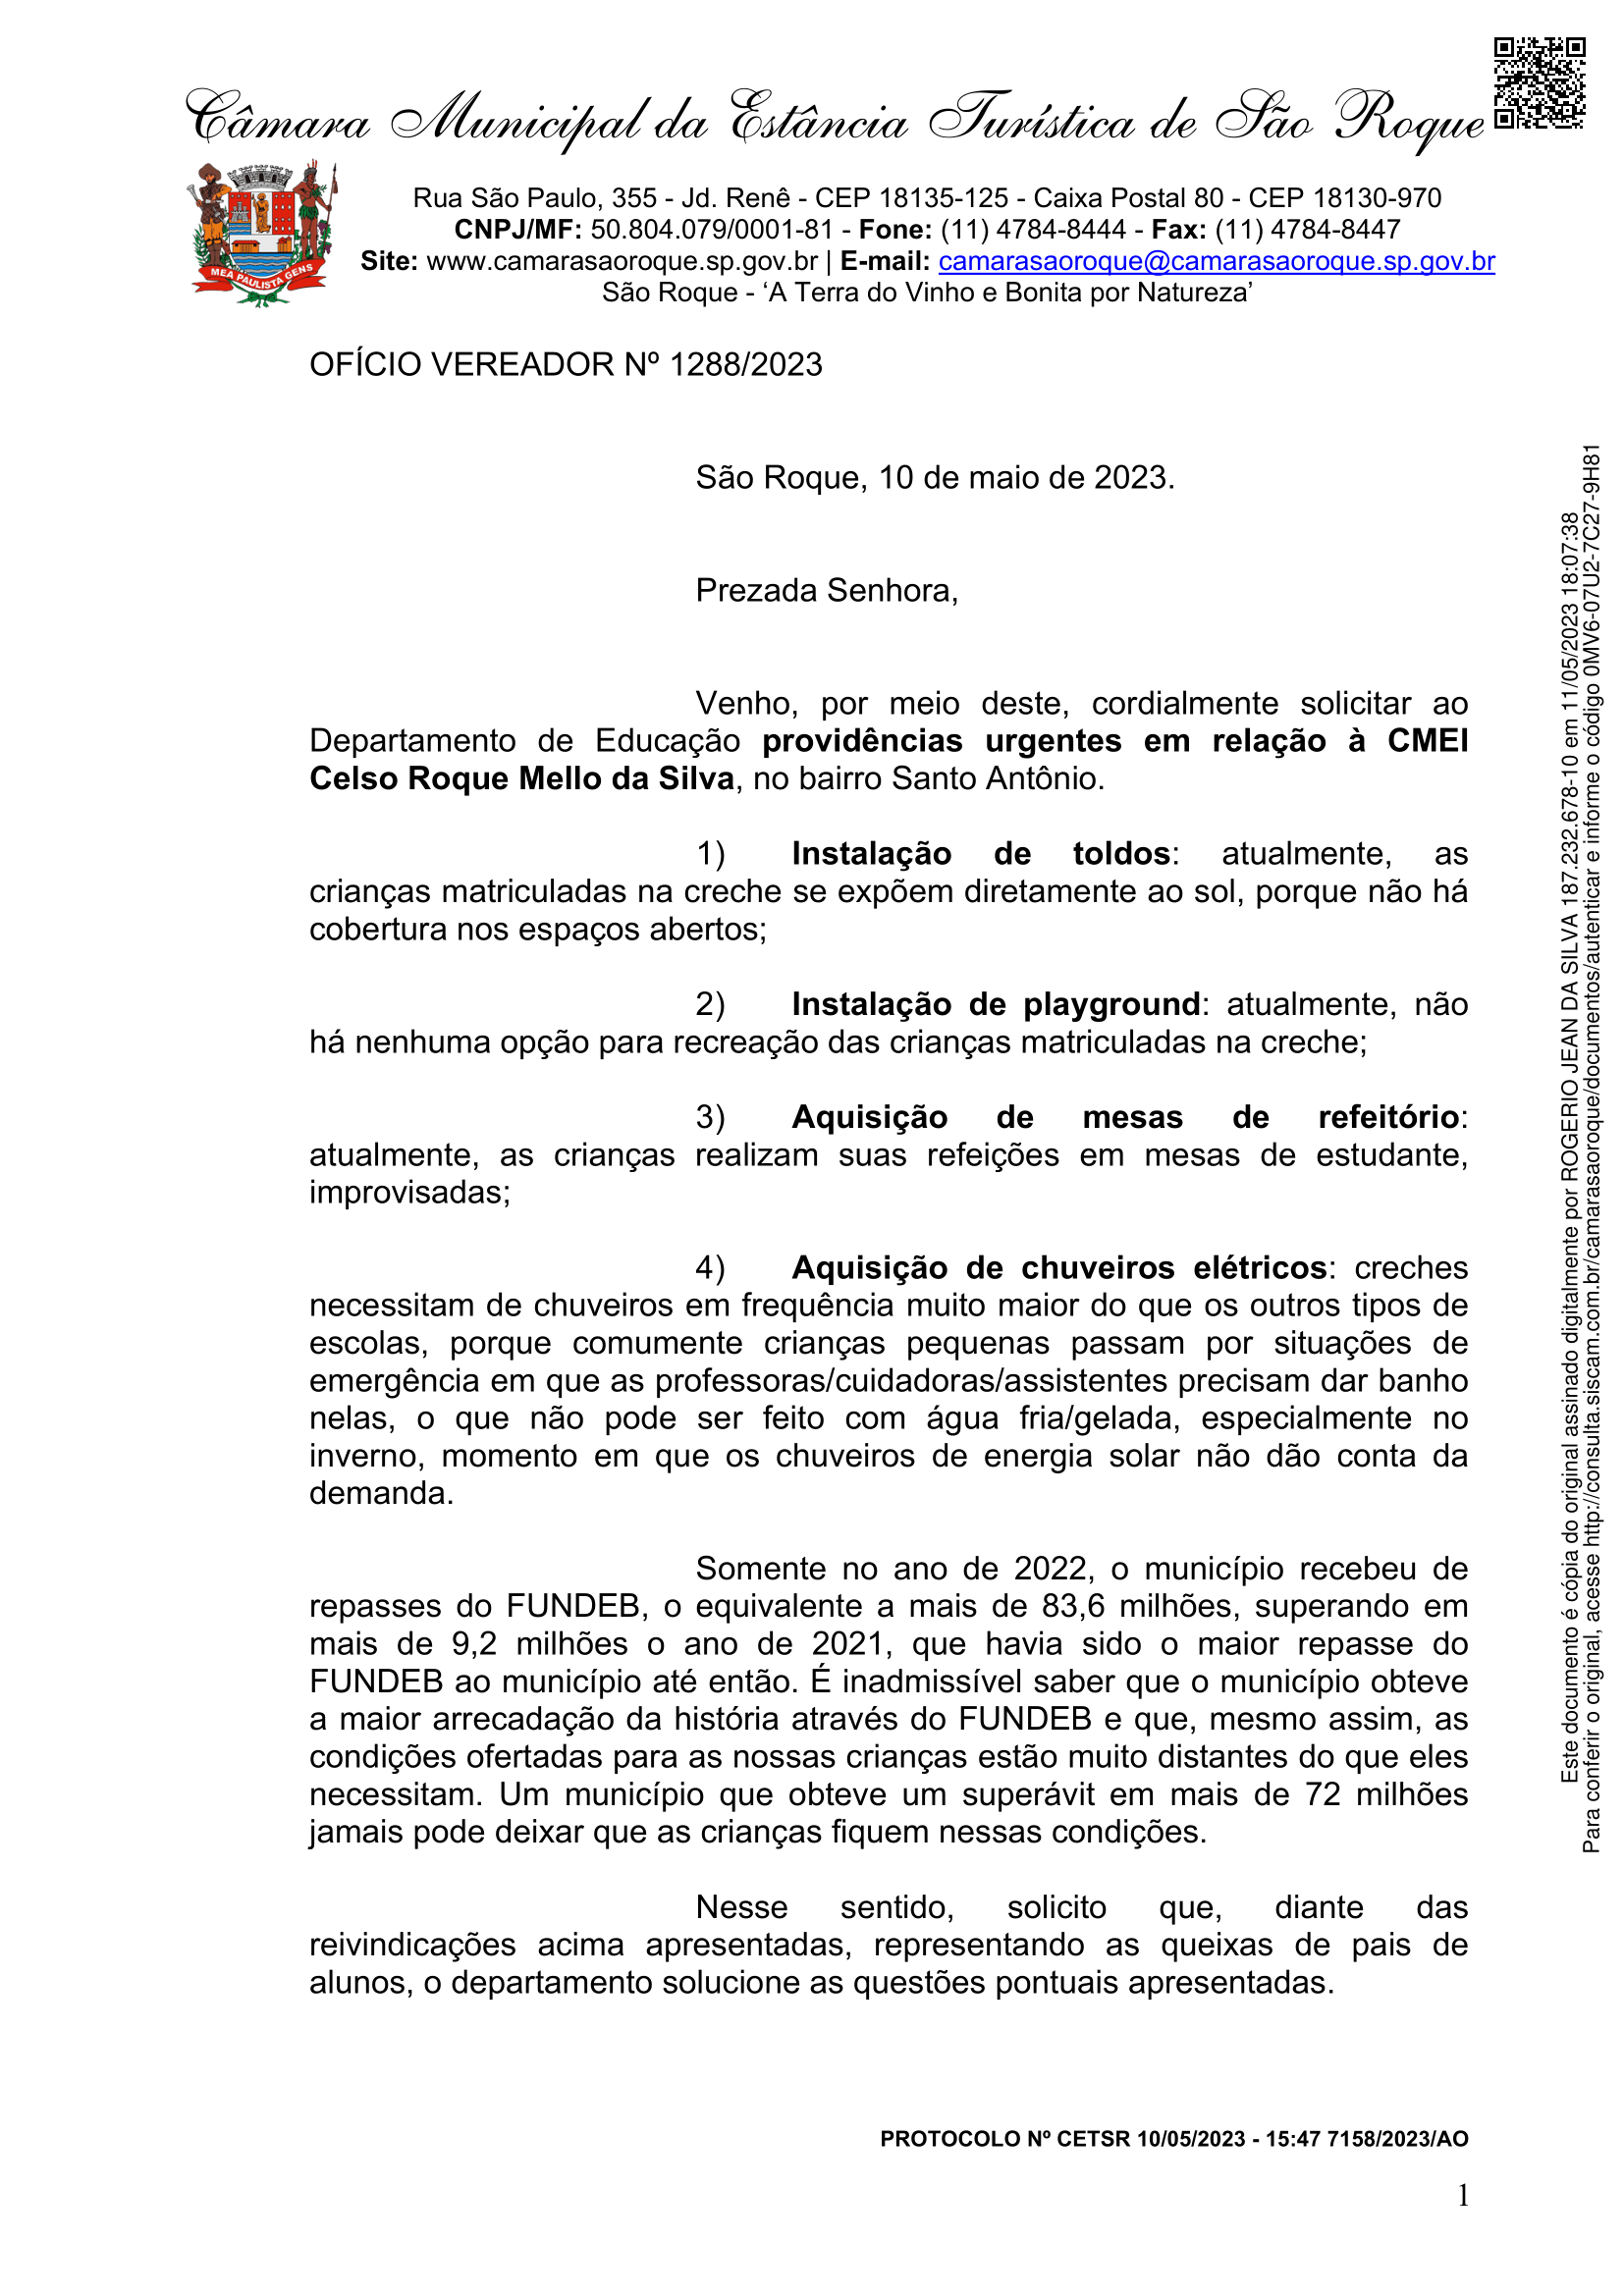 Câmara Municipal da Estância Turística de São Roque
Rua São Paulo, 355 - Jd. Renê - CEP 18135-125 - Caixa Postal 80 - CEP 18130-970
CNPJ/MF: 50.804.079/0001-81 - Fone: (11) 4784-8444 - Fax: (11) 4784-8447
Site: www.camarasaoroque.sp.gov.br | E-mail: camarasaoroque@camarasaoroque.sp.gov.br
São Roque - ‘A Terra do Vinho e Bonita por Natureza’
MEA PAULISTA GENS
OFÍCIO VEREADOR Nº 1288/2023
São Roque, 10 de maio de 2023.
Prezada Senhora,
Venho, por meio deste, cordialmente solicitar ao
Departamento de Educação providências urgentes em relação à CMEI
Celso Roque Mello da Silva, no bairro Santo Antônio.
1) Instalação de toldos: atualmente, as
crianças matriculadas na creche se expõem diretamente ao sol, porque não há
cobertura nos espaços abertos;
2) Instalação de playground: atualmente, não
há nenhuma opção para recreação das crianças matriculadas na creche;
3) Aquisição de mesas de refeitório:
atualmente, as crianças realizam suas refeições em mesas de estudante,
improvisadas;
4) Aquisição de chuveiros elétricos: creches
necessitam de chuveiros em frequência muito maior do que os outros tipos de
escolas, porque comumente crianças pequenas passam por situações de
emergência em que as professoras/cuidadoras/assistentes precisam dar banho
nelas, o que não pode ser feito com água fria/gelada, especialmente no
inverno, momento em que os chuveiros de energia solar não dão conta da
demanda.
Somente no ano de 2022, o município recebeu de
repasses do FUNDEB, o equivalente a mais de 83,6 milhões, superando em
mais de 9,2 milhões o ano de 2021, que havia sido o maior repasse do
FUNDEB ao município até então. É inadmissível saber que o município obteve
a maior arrecadação da história através do FUNDEB e que, mesmo assim, as
condições ofertadas para as nossas crianças estão muito distantes do que eles
necessitam. Um município que obteve um superávit em mais de 72 milhões
jamais pode deixar que as crianças fiquem nessas condições.
Nesse sentido, solicito que, diante das
reivindicações acima apresentadas, representando as queixas de pais de
alunos, o departamento solucione as questões pontuais apresentadas.
PROTOCOLO Nº CETSR 10/05/2023 - 15:47 7158/2023/AO
1
Este documento é cópia do original assinado digitalmente por ROGERIO JEAN DA SILVA 187.232.678-10 em 11/05/2023 18:07:38
Para conferir o original, acesse http://consulta.siscam.com.br/camarasaoroque/documentos/autenticar e informe o código 0MV6-07U2-7C27-9H81